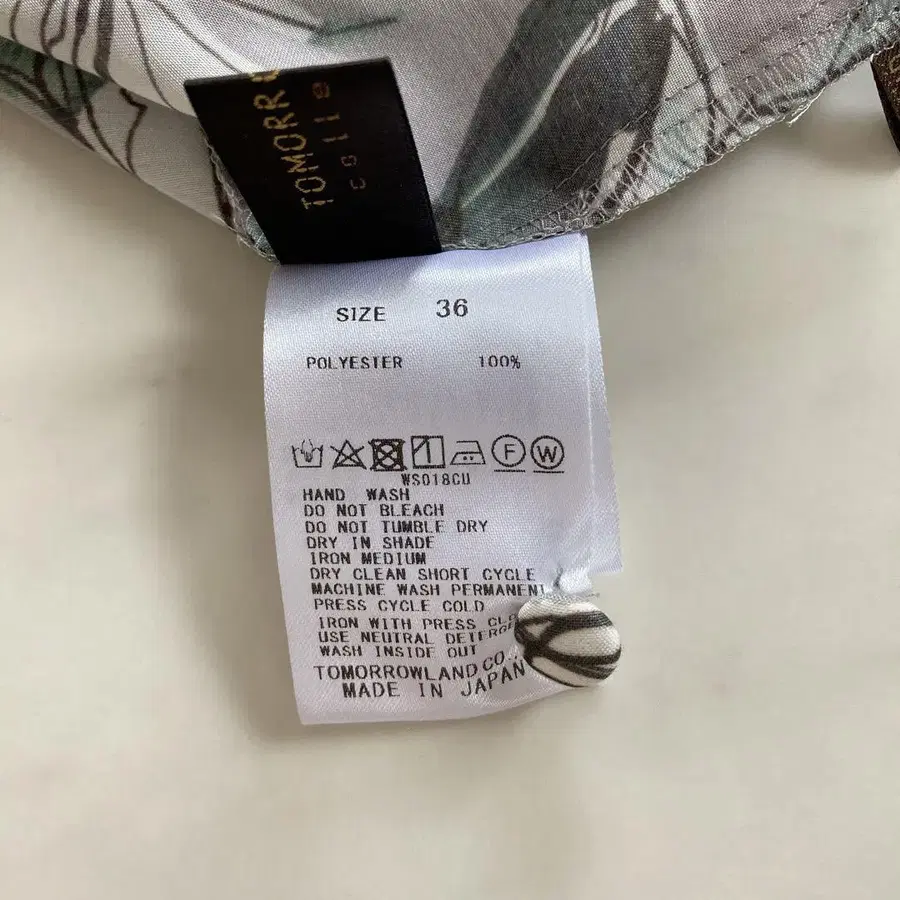 TOMORR
colle
SIZE 36
POLYESTER 100%
F W
WS018CU
HAND WASH
DO NOT BLEACH
DO NOT TUMBLE DRY
DRY IN SHADE
IRON MEDIUM
DRY CLEAN SHORT CYCLE
MACHINE WASH PERMANENT
PRESS CYCLE COLD
IRON WITH PRESS CLO
USE NEUTRAL DETERGE
WASH INSIDE OUT
TOMORROWLAND CO.,
MADE IN JAPAN